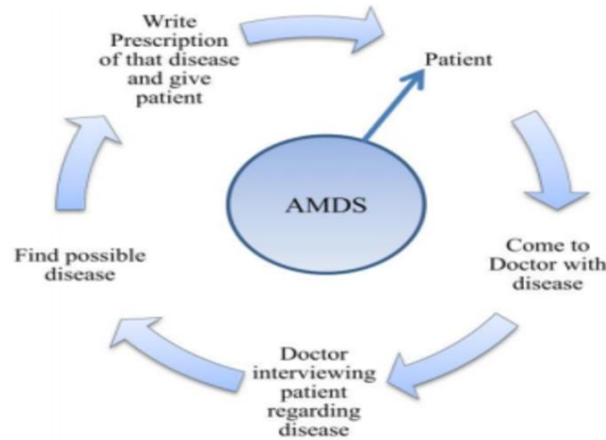 Write
Prescription
of that disease
and give
patient
Patient
AMDS
Come to
Doctor with
disease
Doctor
interviewing
patient
regarding
disease
Find possible
disease